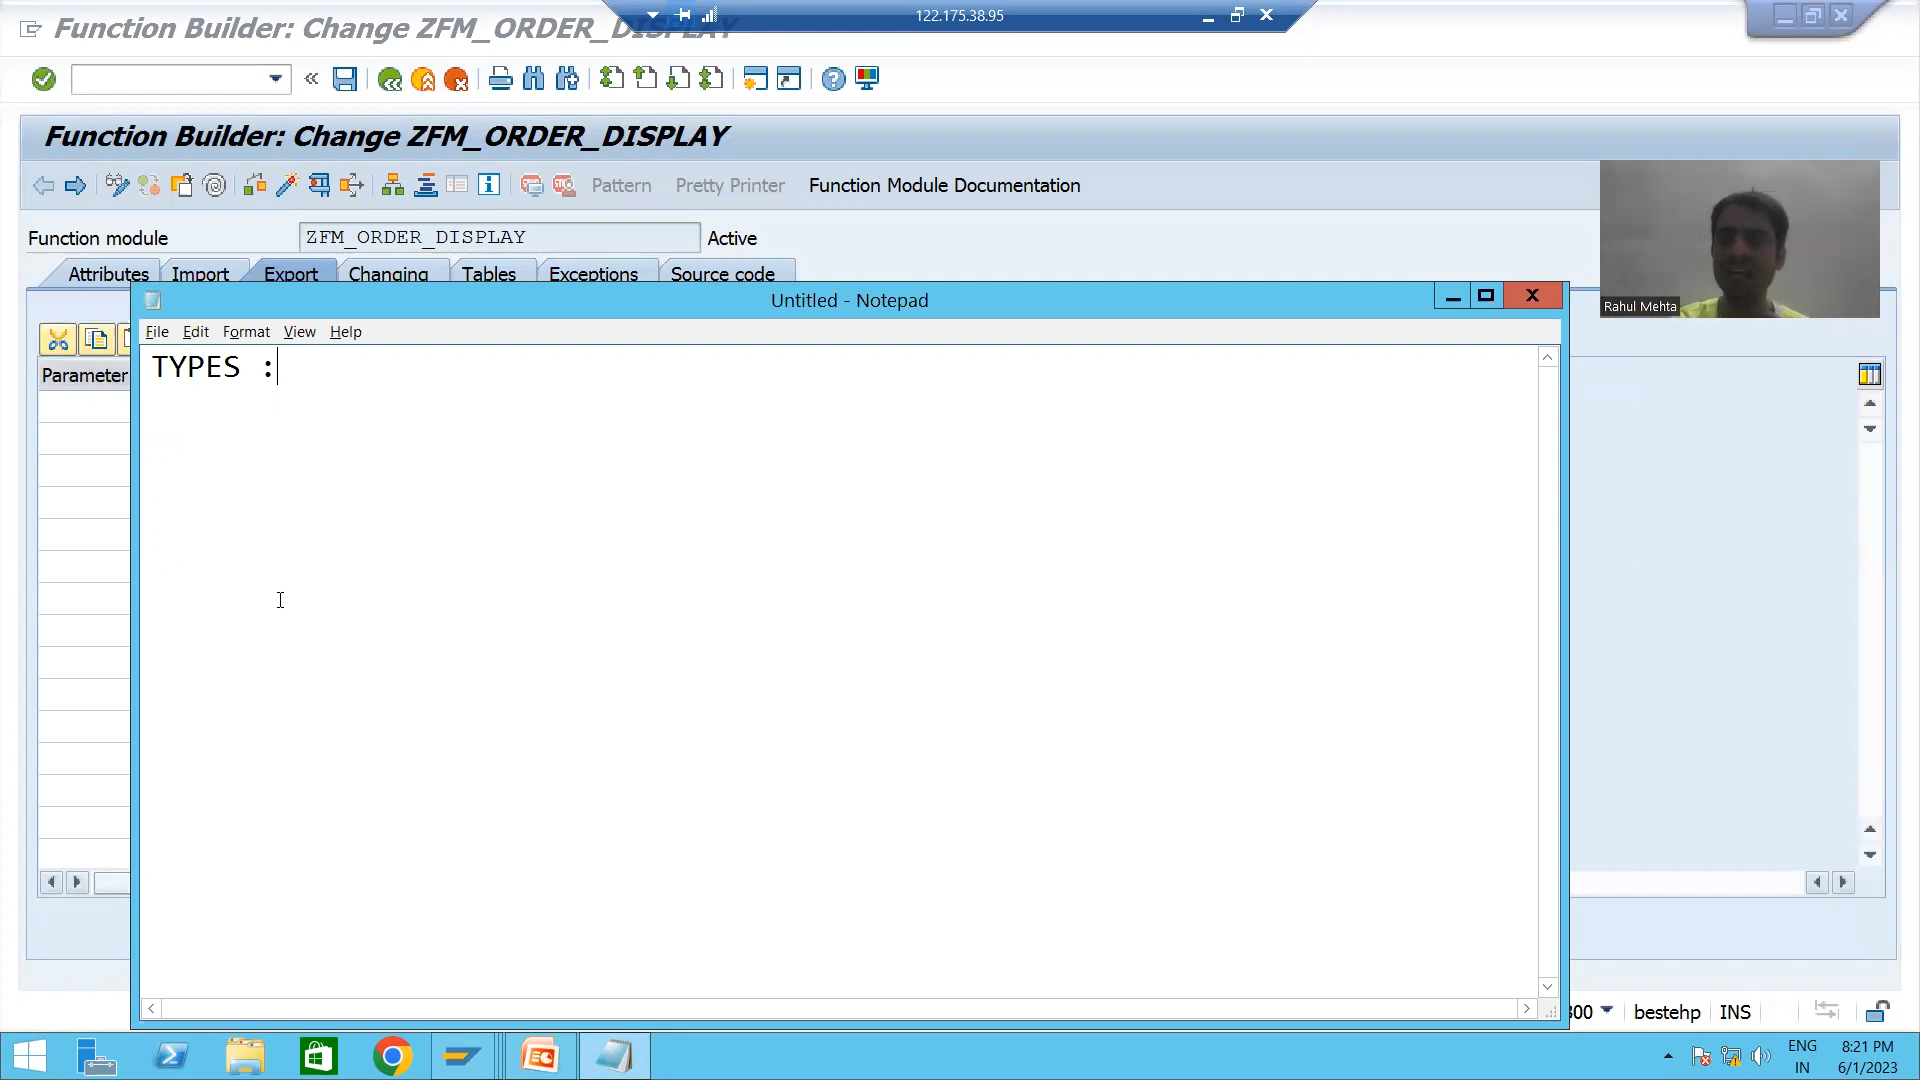 Function Builder: Change ZFM_ORDER_DISPLAY
122.175.38.95
Function Builder: Change ZFM_ORDER_DISPLAY
Pattern Pretty Printer Function Module Documentation
Function module ZFM_ORDER_DISPLAY Active
Attributes Import Export Changing Tables Exceptions Source code
Rahul Mehta
Untitled - Notepad
File Edit Format View Help
TYPES :
Parameter
00 bestehp INS
ENG
IN
8:21 PM
6/1/2023